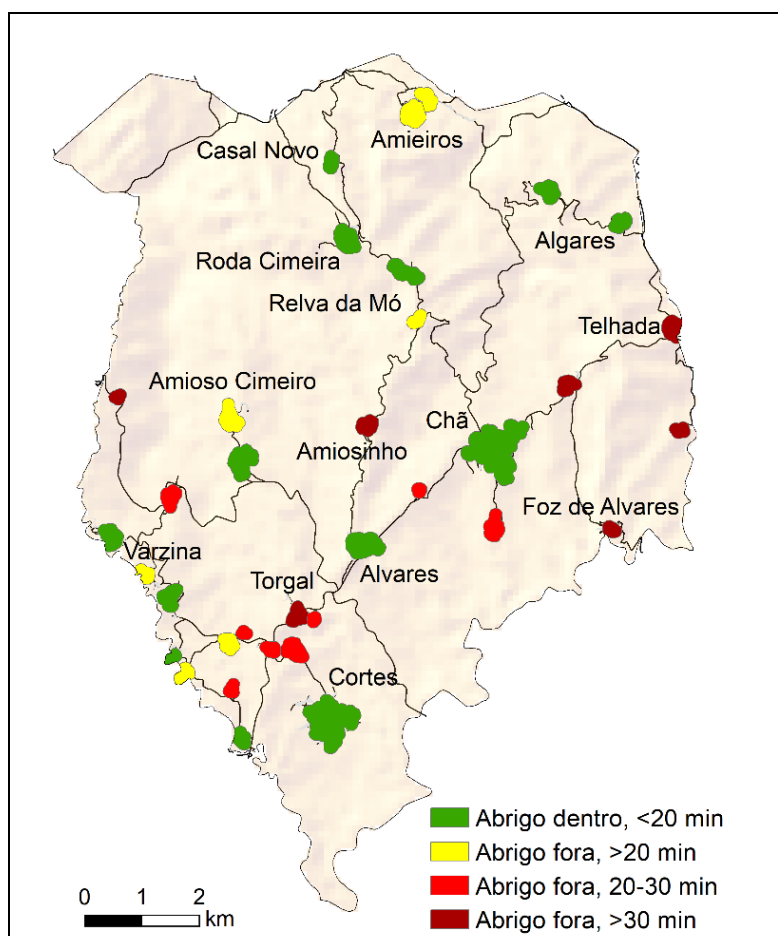 Amieiros
Casal Novo
Algares
Roda Cimeira
Relva da Mó
Telhada
Amioso Cimeiro
Chã
Amiosinho
Foz de Alvares
Varzina
Alvares
Torgal
Cortes
Abrigo dentro, <20 min
Abrigo fora, >20 min
Abrigo fora, 20-30 min
Abrigo fora, >30 min
0 1 2
km